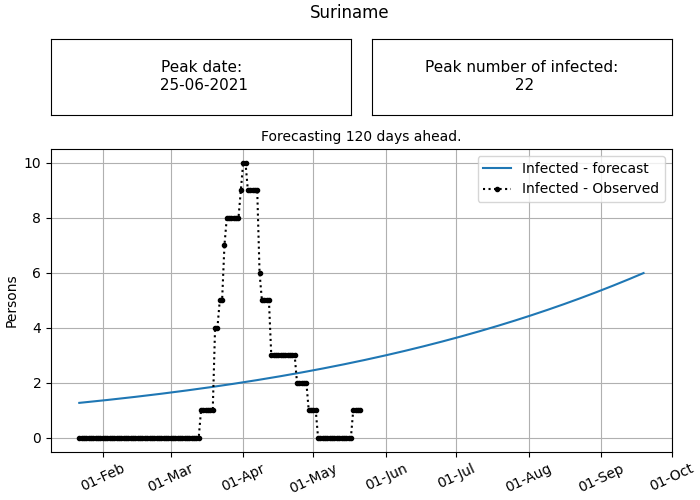 Suriname
Peak date:
25-06-2021
Peak number of infected:
22
Forecasting 120 days ahead.
Infected - forecast
Infected - Observed
Persons
10
8
6
4
2
0
01-Feb
01-Mar
01-Apr
01-May
01-Jun
01-Jul
01-Aug
01-Sep
01-Oct